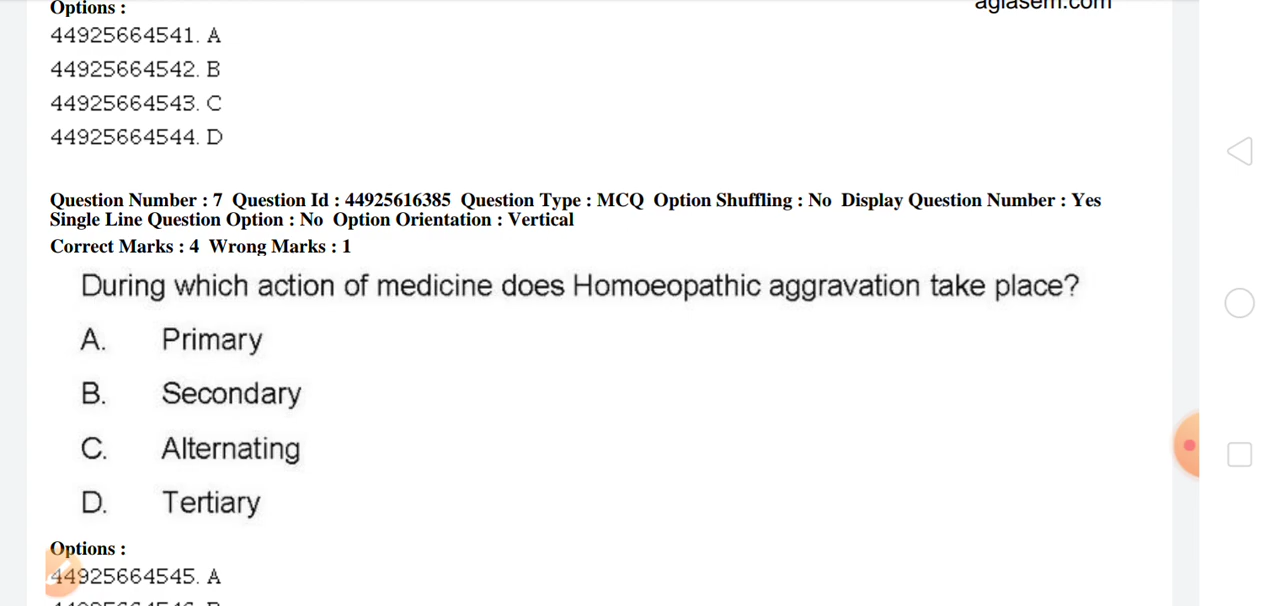 Options :
aglasem.com
44925664541. A
44925664542. B
44925664543. C
44925664544. D
Question Number : 7 Question Id : 44925616385 Question Type : MCQ Option Shuffling : No Display Question Number : Yes
Single Line Question Option : No Option Orientation : Vertical
Correct Marks : 4 Wrong Marks : 1
During which action of medicine does Homoeopathic aggravation take place?
A. Primary
B. Secondary
C. Alternating
D. Tertiary
Options :
44925664545. A